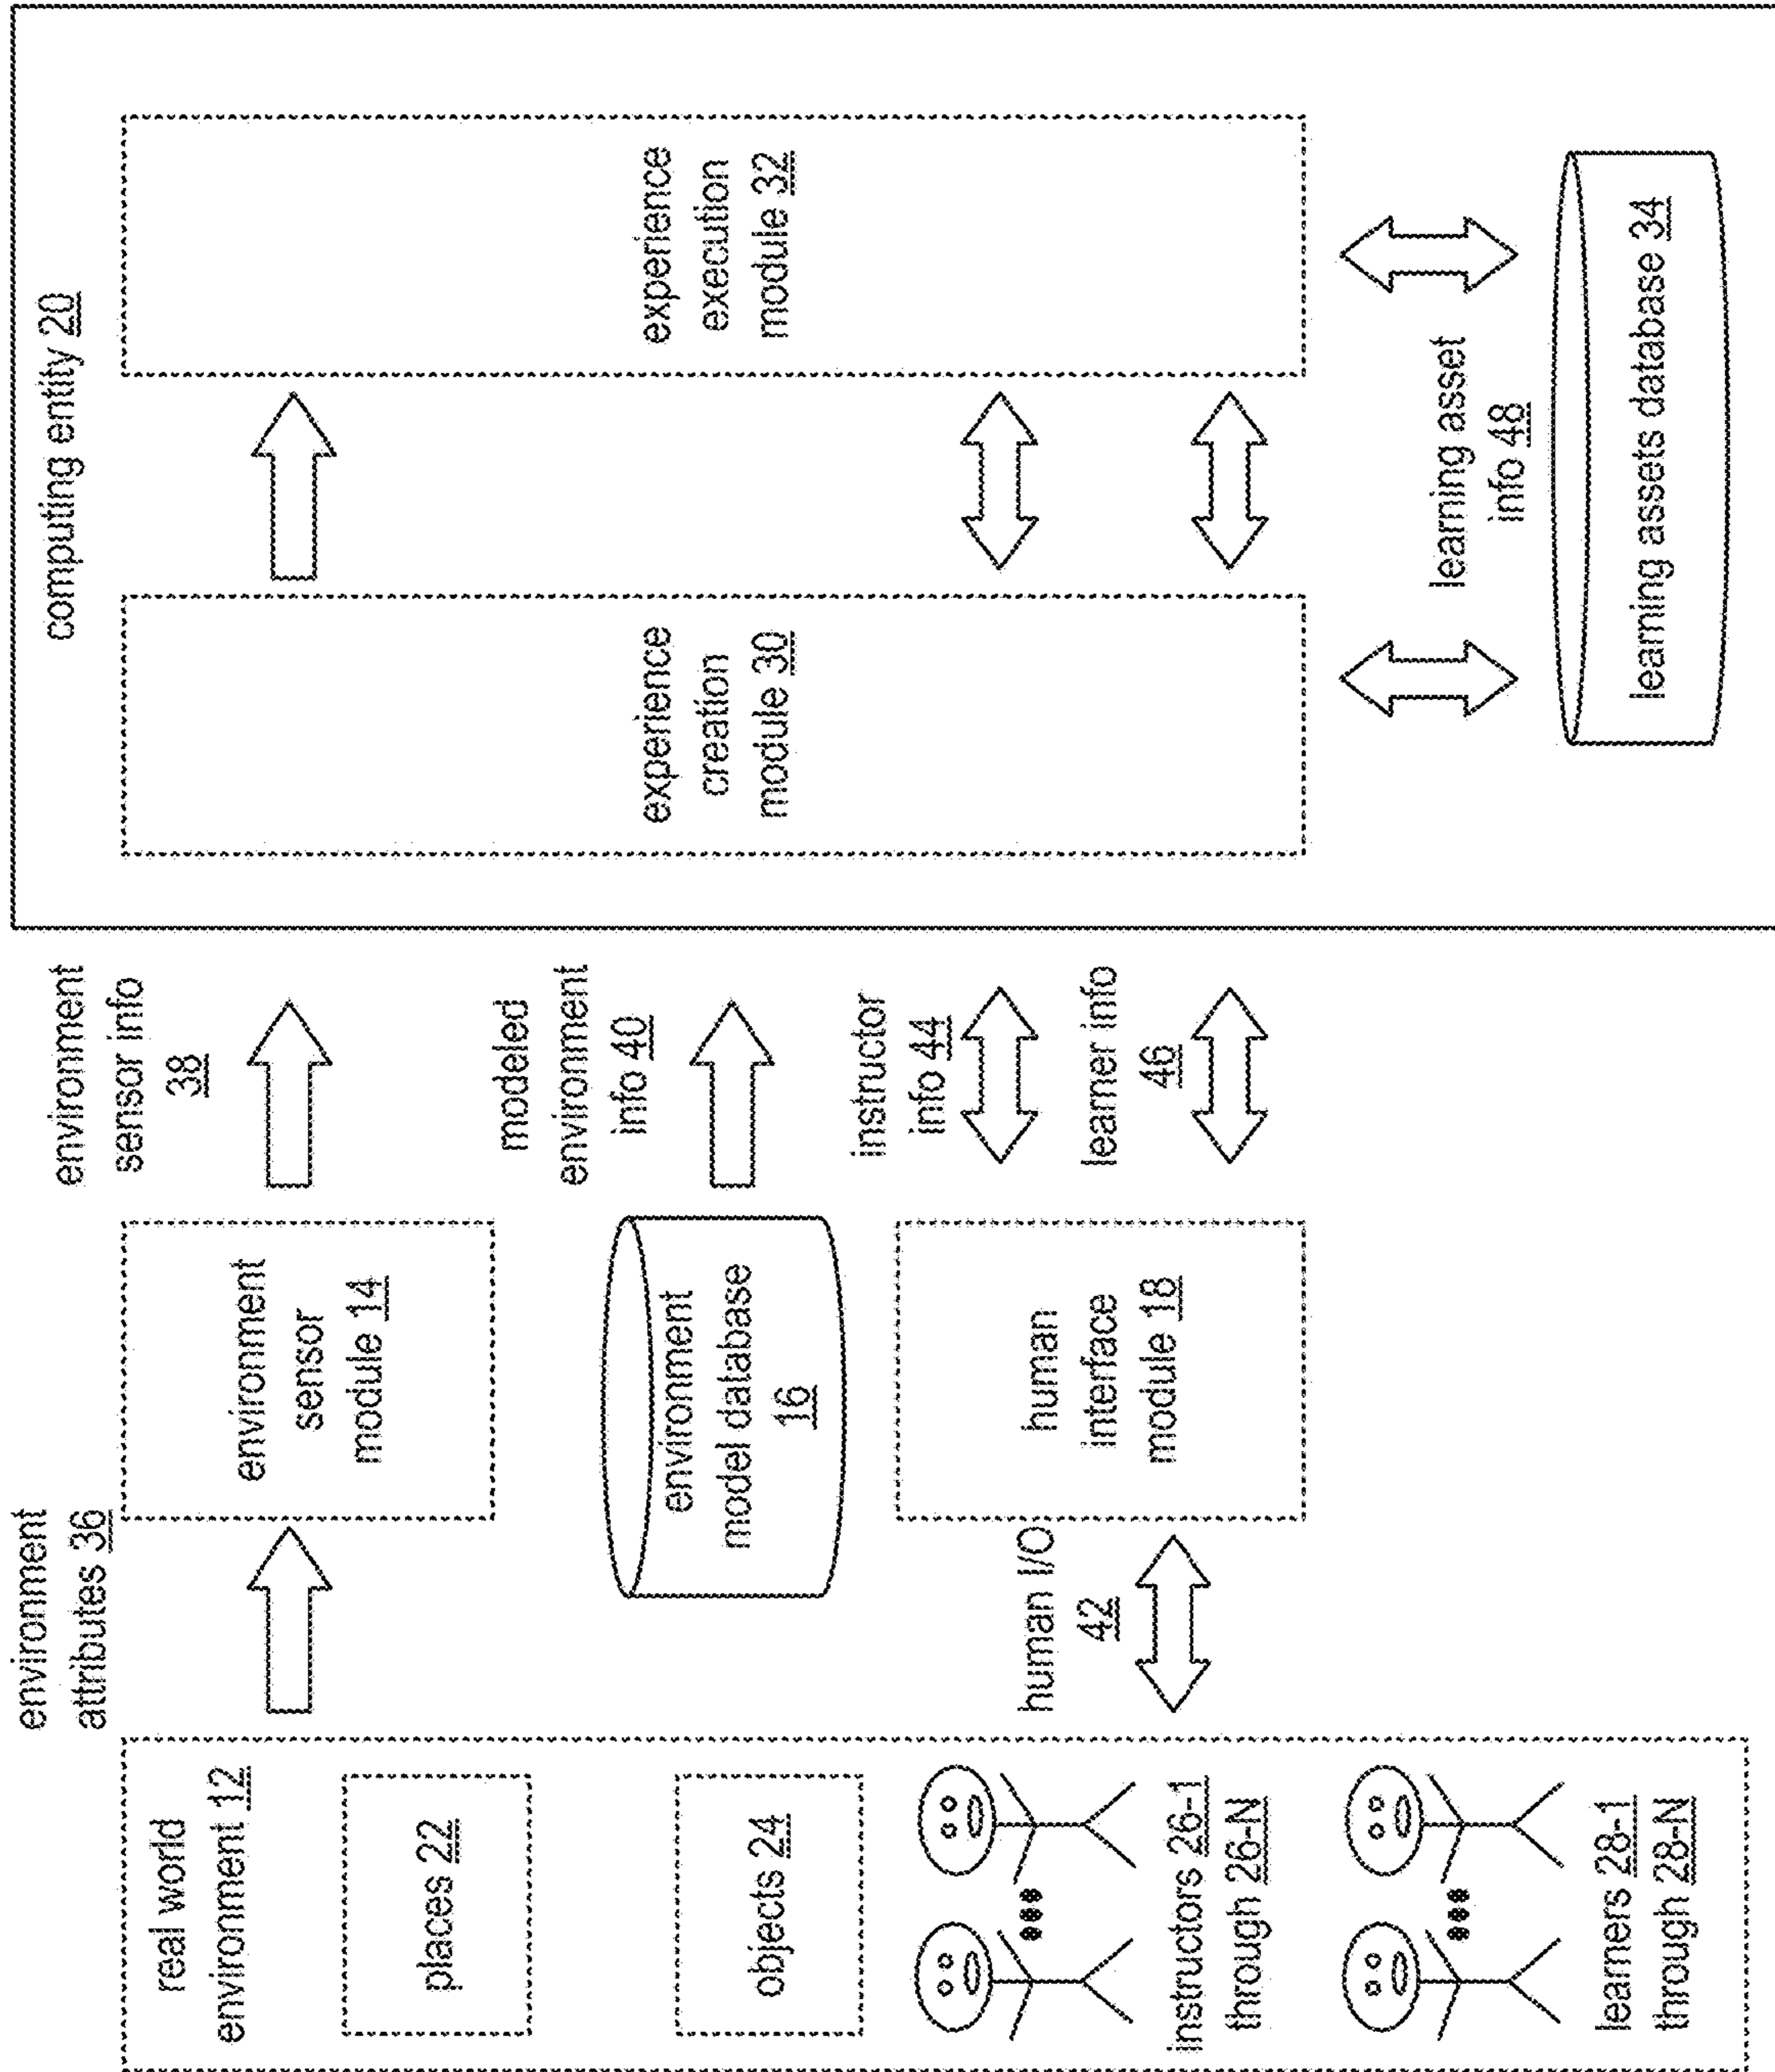 real world
environment 12
places 22
objects 24
instructors 26-1
through 26-N
learners 28-1
through 28-N
environment
attributes 36
human I/O
42
environment
sensor
module 14
environment
model database
16
human
interface
module 18
environment
sensor info
38
modeled
environment
info 40
instructor
info 44
learner info
46
computing entity 20
experience
creation
module 30
experience
execution
module 32
learning asset
info 48
learning assets database 34